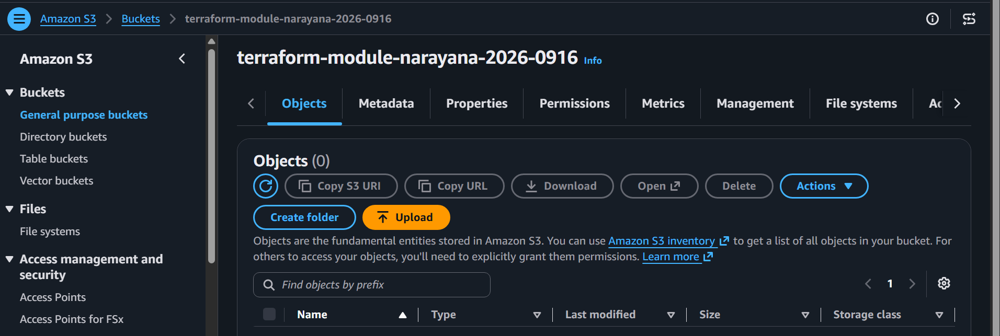 Amazon S3 > Buckets > terraform-module-narayana-2026-0916
Amazon S3
Buckets
General purpose buckets
Directory buckets
Table buckets
Vector buckets
Files
File systems
Access management and
security
Access Points
Access Points for FSx
terraform-module-narayana-2026-0916 Info
Objects Metadata Properties Permissions Metrics Management File systems
Objects (0)
Copy S3 URI Copy URL Download Open Delete Actions
Create folder Upload
Objects are the fundamental entities stored in Amazon S3. You can use Amazon S3 inventory to get a list of all objects in your bucket. For
others to access your objects, you'll need to explicitly grant them permissions. Learn more
Find objects by prefix
1
Name Type Last modified Size Storage class